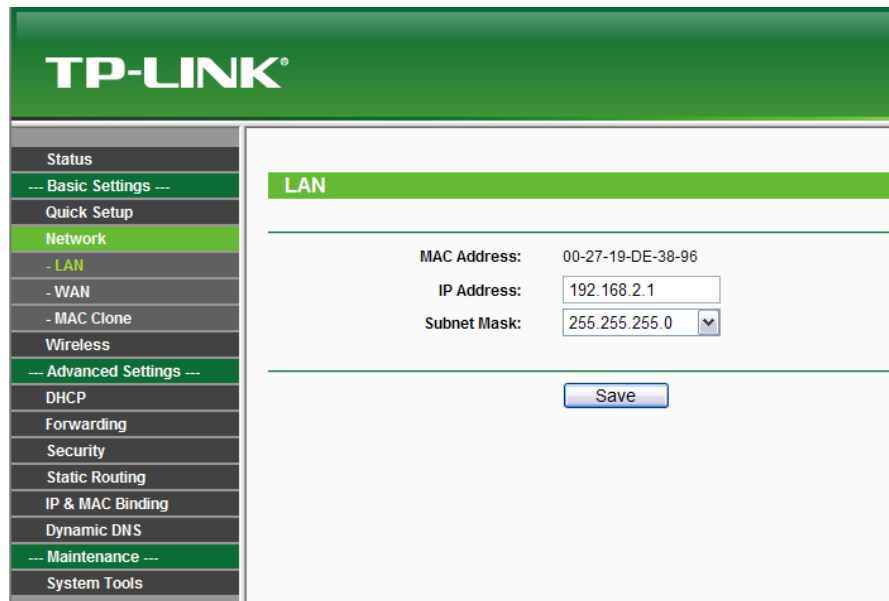 TP-LINK®
Status
--- Basic Settings ---
Quick Setup
Network
- LAN
- WAN
- MAC Clone
Wireless
--- Advanced Settings ---
DHCP
Forwarding
Security
Static Routing
IP & MAC Binding
Dynamic DNS
--- Maintenance ---
System Tools
LAN
MAC Address: 00-27-19-DE-38-96
IP Address: 192.168.2.1
Subnet Mask: 255.255.255.0
Save